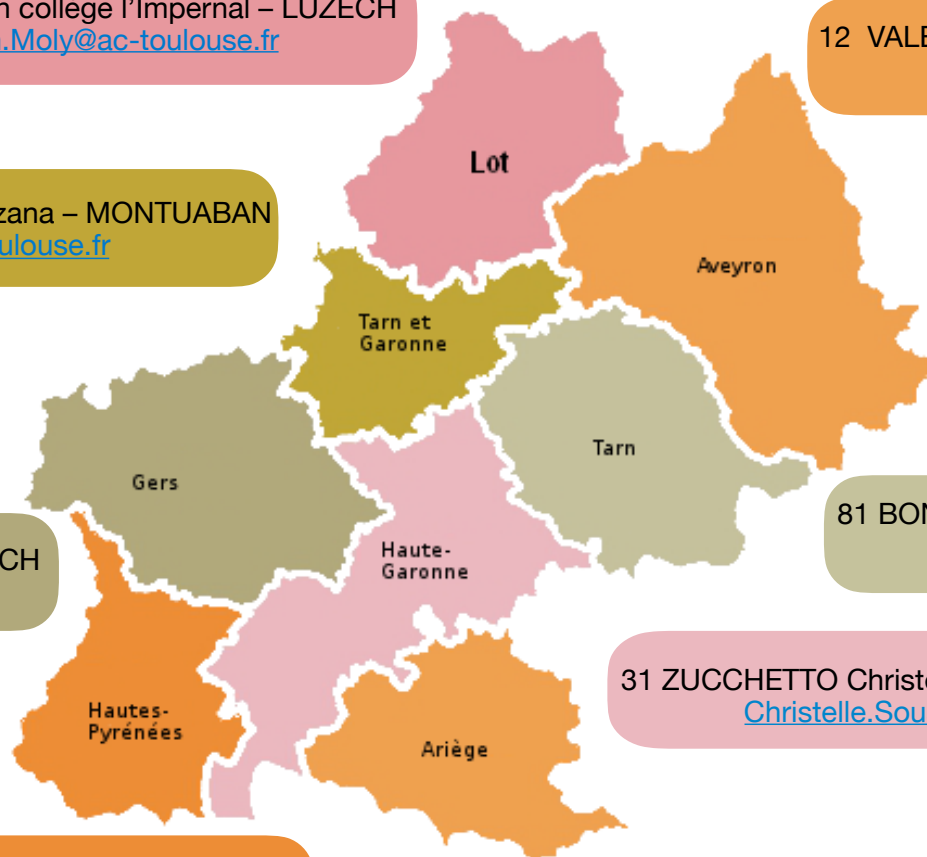 collège l'Impernal – LUZECH
.Moly@ac-toulouse.fr
12 VALE
Lot
zana – MONTUABAN
ulouse.fr
Aveyron
Tarn et
Garonne
Tarn
Gers
81 BON
CH
Haute-
Garonne
31 ZUCCHETTO Christe
Christelle.Sou
Hautes-
Pyrénées
Ariège